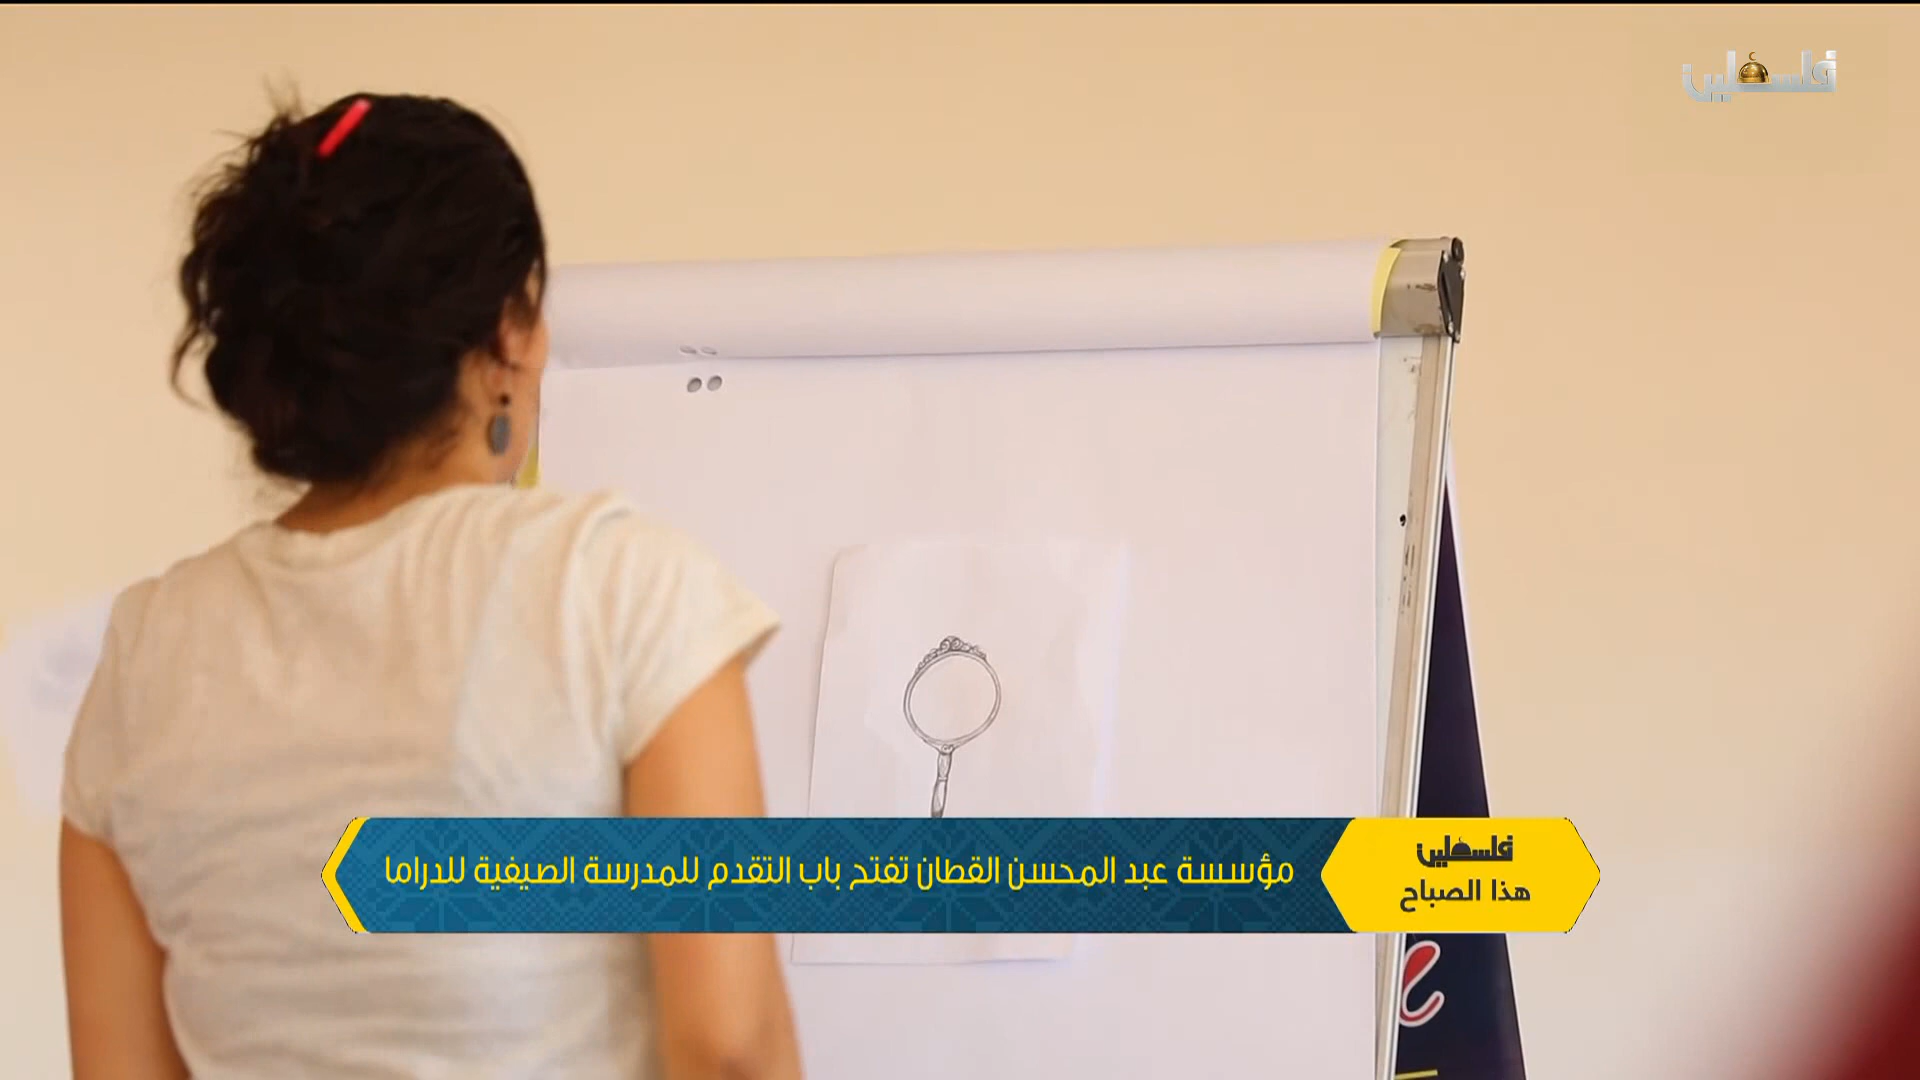 فلسطين
مؤسسة عبد المحسن القطان تفتح باب التقدم للمدرسة الصيفية للدراما
فلسطين
هذا الصباح